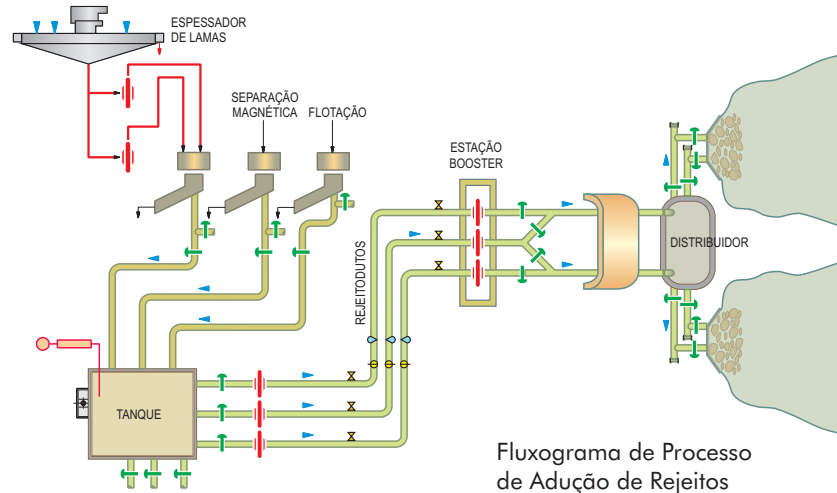 ESPESSADOR
DE LAMAS
SEPARAÇÃO
MAGNÉTICA
FLOTAÇÃO
ESTAÇÃO
BOOSTER
REJEITODUTOS
DISTRIBUIDOR
TANQUE
Fluxograma de Processo
de Adução de Rejeitos